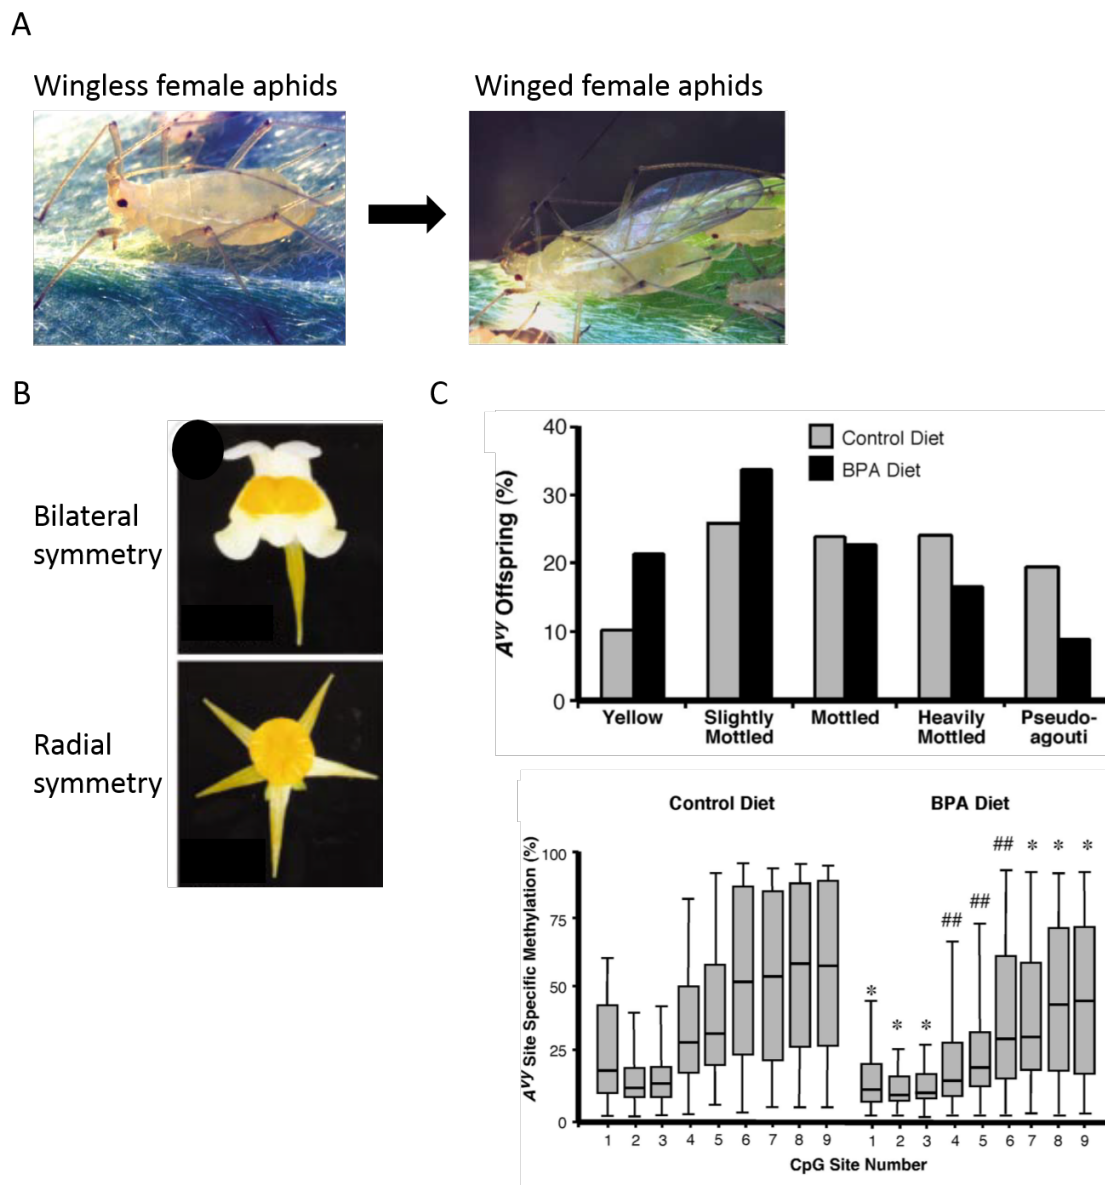 A
Wingless female aphids
Winged female aphids
B
Bilateral
symmetry
Radial
symmetry
C
Control Diet
BPA Diet
Aᵛʸ Offspring (%)
40
30
20
10
0
Yellow
Slightly
Mottled
Mottled
Heavily
Mottled
Pseudo-
agouti
Control Diet
BPA Diet
Aᵛʸ Site Specific Methylation (%)
100
75
50
25
0
* * * ## ## ## * * *
1 2 3 4 5 6 7 8 9
1 2 3 4 5 6 7 8 9
CpG Site Number